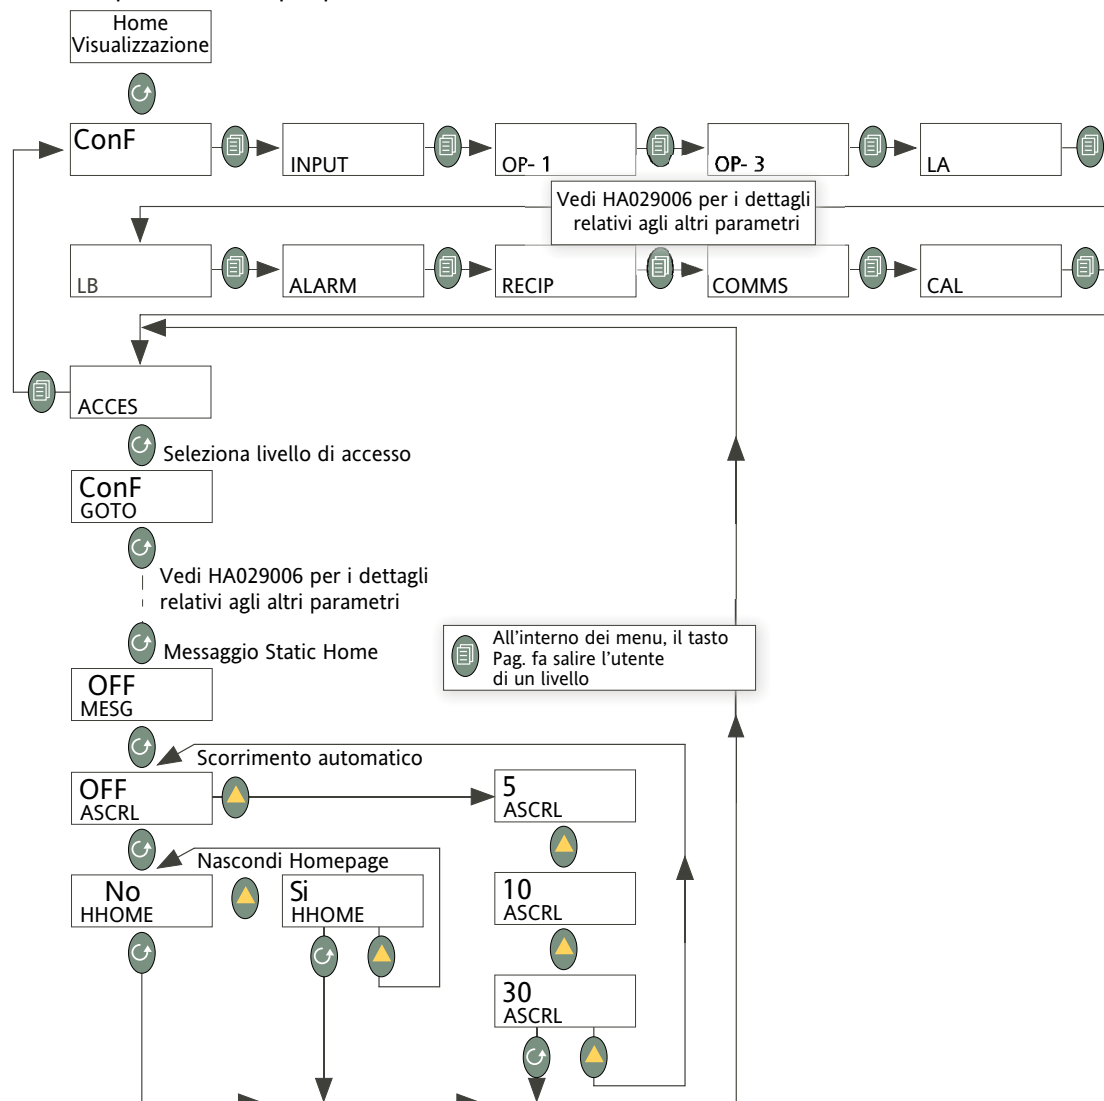 Home
Visualizzazione
ConF
INPUT
OP- 1
OP- 3
LA
Vedi HA029006 per i dettagli
relativi agli altri parametri
LB
ALARM
RECIP
COMMS
CAL
ACCES
Seleziona livello di accesso
ConF
GOTO
Vedi HA029006 per i dettagli
relativi agli altri parametri
All'interno dei menu, il tasto
Pag. fa salire l'utente
di un livello
Messaggio Static Home
OFF
MESG
Scorrimento automatico
OFF
ASCRL
5
ASCRL
Nascondi Homepage
No
HHOME
Si
HHOME
10
ASCRL
30
ASCRL